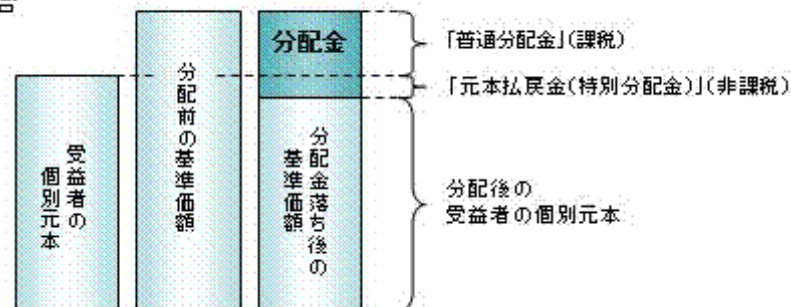 受益者の
個別元本
分配前の基準価額
分配金
分配金落ち後の
基準価額
「普通分配金」(課税)
「元本払戻金(特別分配金)」(非課税)
分配後の
受益者の個別元本